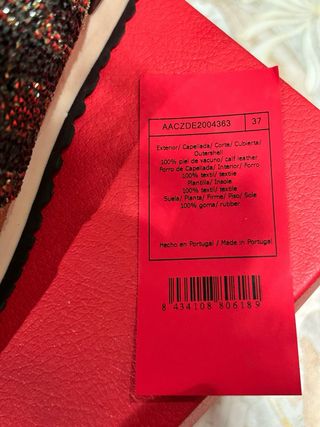 AACZDE2004363 37
Exterior/ Capellada/ Corte/ Cubierta/
Outershell
100% piel de vacuno/ calf leather
Forro de Capellada/ Interior/ Forro
100% textil/ textile
Plantilla/ Insole
100% textil/ textile
Suela/ Planta/ Firme/ Piso/ Sole
100% goma/ rubber
Hecho en Portugal / Made in Portugal
8 434108 806189